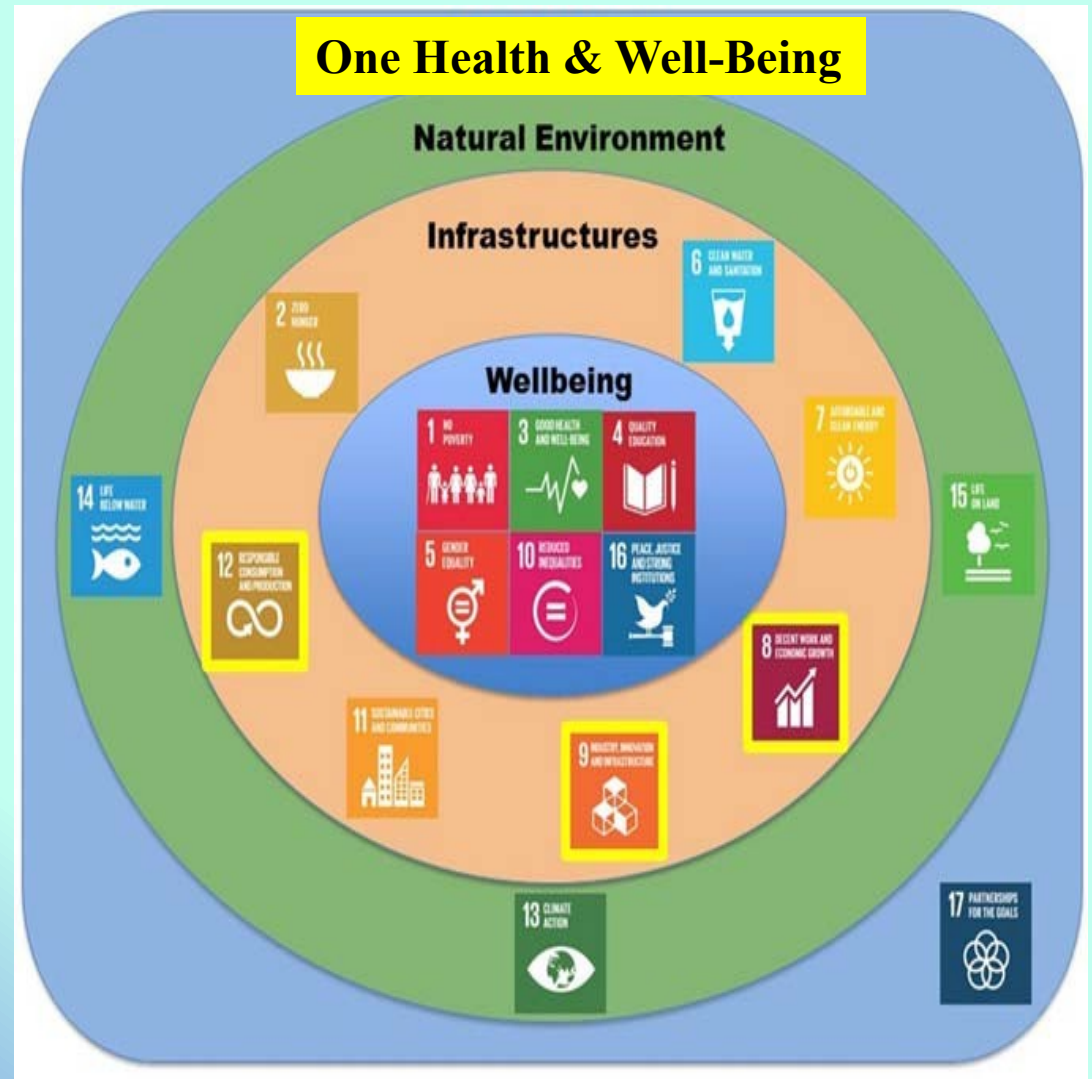 One Health & Well-Being
Natural Environment
Infrastructures
6 CLEAN WATER
AND SANITATION
2 ZERO
HUNGER
Wellbeing
1 NO
POVERTY
3 GOOD HEALTH
AND WELL-BEING
4 QUALITY
EDUCATION
7 AFFORDABLE AND
CLEAN ENERGY
14 LIFE
BELOW WATER
15 LIFE
ON LAND
12 RESPONSIBLE
CONSUMPTION
AND PRODUCTION
5 GENDER
EQUALITY
10 REDUCED
INEQUALITIES
16 PEACE, JUSTICE
AND STRONG
INSTITUTIONS
8 DECENT WORK AND
ECONOMIC GROWTH
11 SUSTAINABLE CITIES
AND COMMUNITIES
9 INDUSTRY, INNOVATION
AND INFRASTRUCTURE
13 CLIMATE
ACTION
17 PARTNERSHIPS
FOR THE GOALS